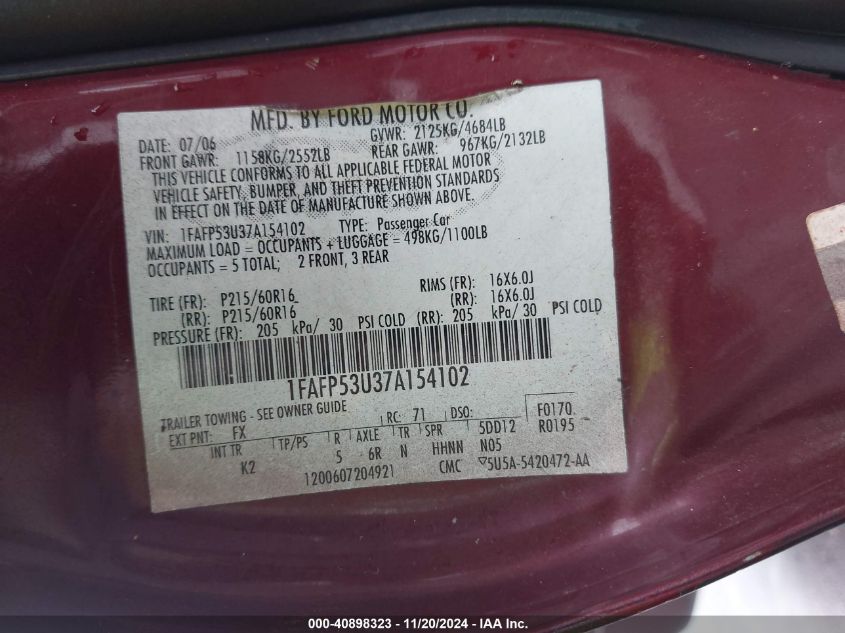 MFD. BY FORD MOTOR CO.
DATE: 07/06 GVWR: 2125KG/4684LB
FRONT GAWR: 1158KG/2552LB REAR GAWR: 967KG/2132LB
THIS VEHICLE CONFORMS TO ALL APPLICABLE FEDERAL MOTOR
VEHICLE SAFETY, BUMPER, AND THEFT PREVENTION STANDARDS
IN EFFECT ON THE DATE OF MANUFACTURE SHOWN ABOVE.
VIN: 1FAFP53U37A154102 TYPE: Passenger Car
MAXIMUM LOAD = OCCUPANTS + LUGGAGE = 498KG/1100LB
OCCUPANTS = 5 TOTAL; 2 FRONT, 3 REAR
TIRE (FR): P215/60R16 RIMS (FR): 16X6.0J
(RR): P215/60R16 (RR): 16X6.0J
PRESSURE (FR): 205 kPa/ 30 PSI COLD (RR): 205 kPa/ 30 PSI COLD
1FAFP53U37A154102
TRAILER TOWING - SEE OWNER GUIDE
EXT PNT: FX RC: 71 DSO: F0170
INT TR TP/PS R AXLE TR SPR 5DD12 R0195
K2 5 6R N HHNN N05
1200607204921 CMC 5U5A-5420472-AA
000-40898323 - 11/20/2024 - IAA Inc.